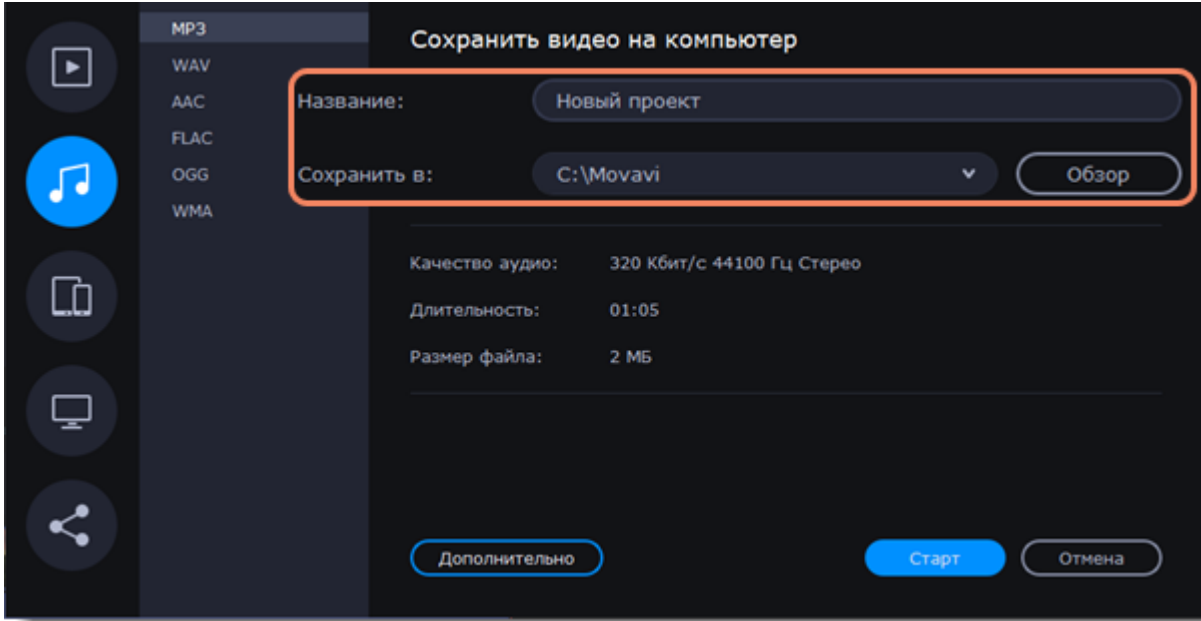 MP3
WAV
AAC
FLAC
OGG
WMA
Сохранить видео на компьютер
Название: Новый проект
Сохранить в: C:\Movavi Обзор
Качество аудио: 320 Кбит/с 44100 Гц Стерео
Длительность: 01:05
Размер файла: 2 МБ
Дополнительно Старт Отмена